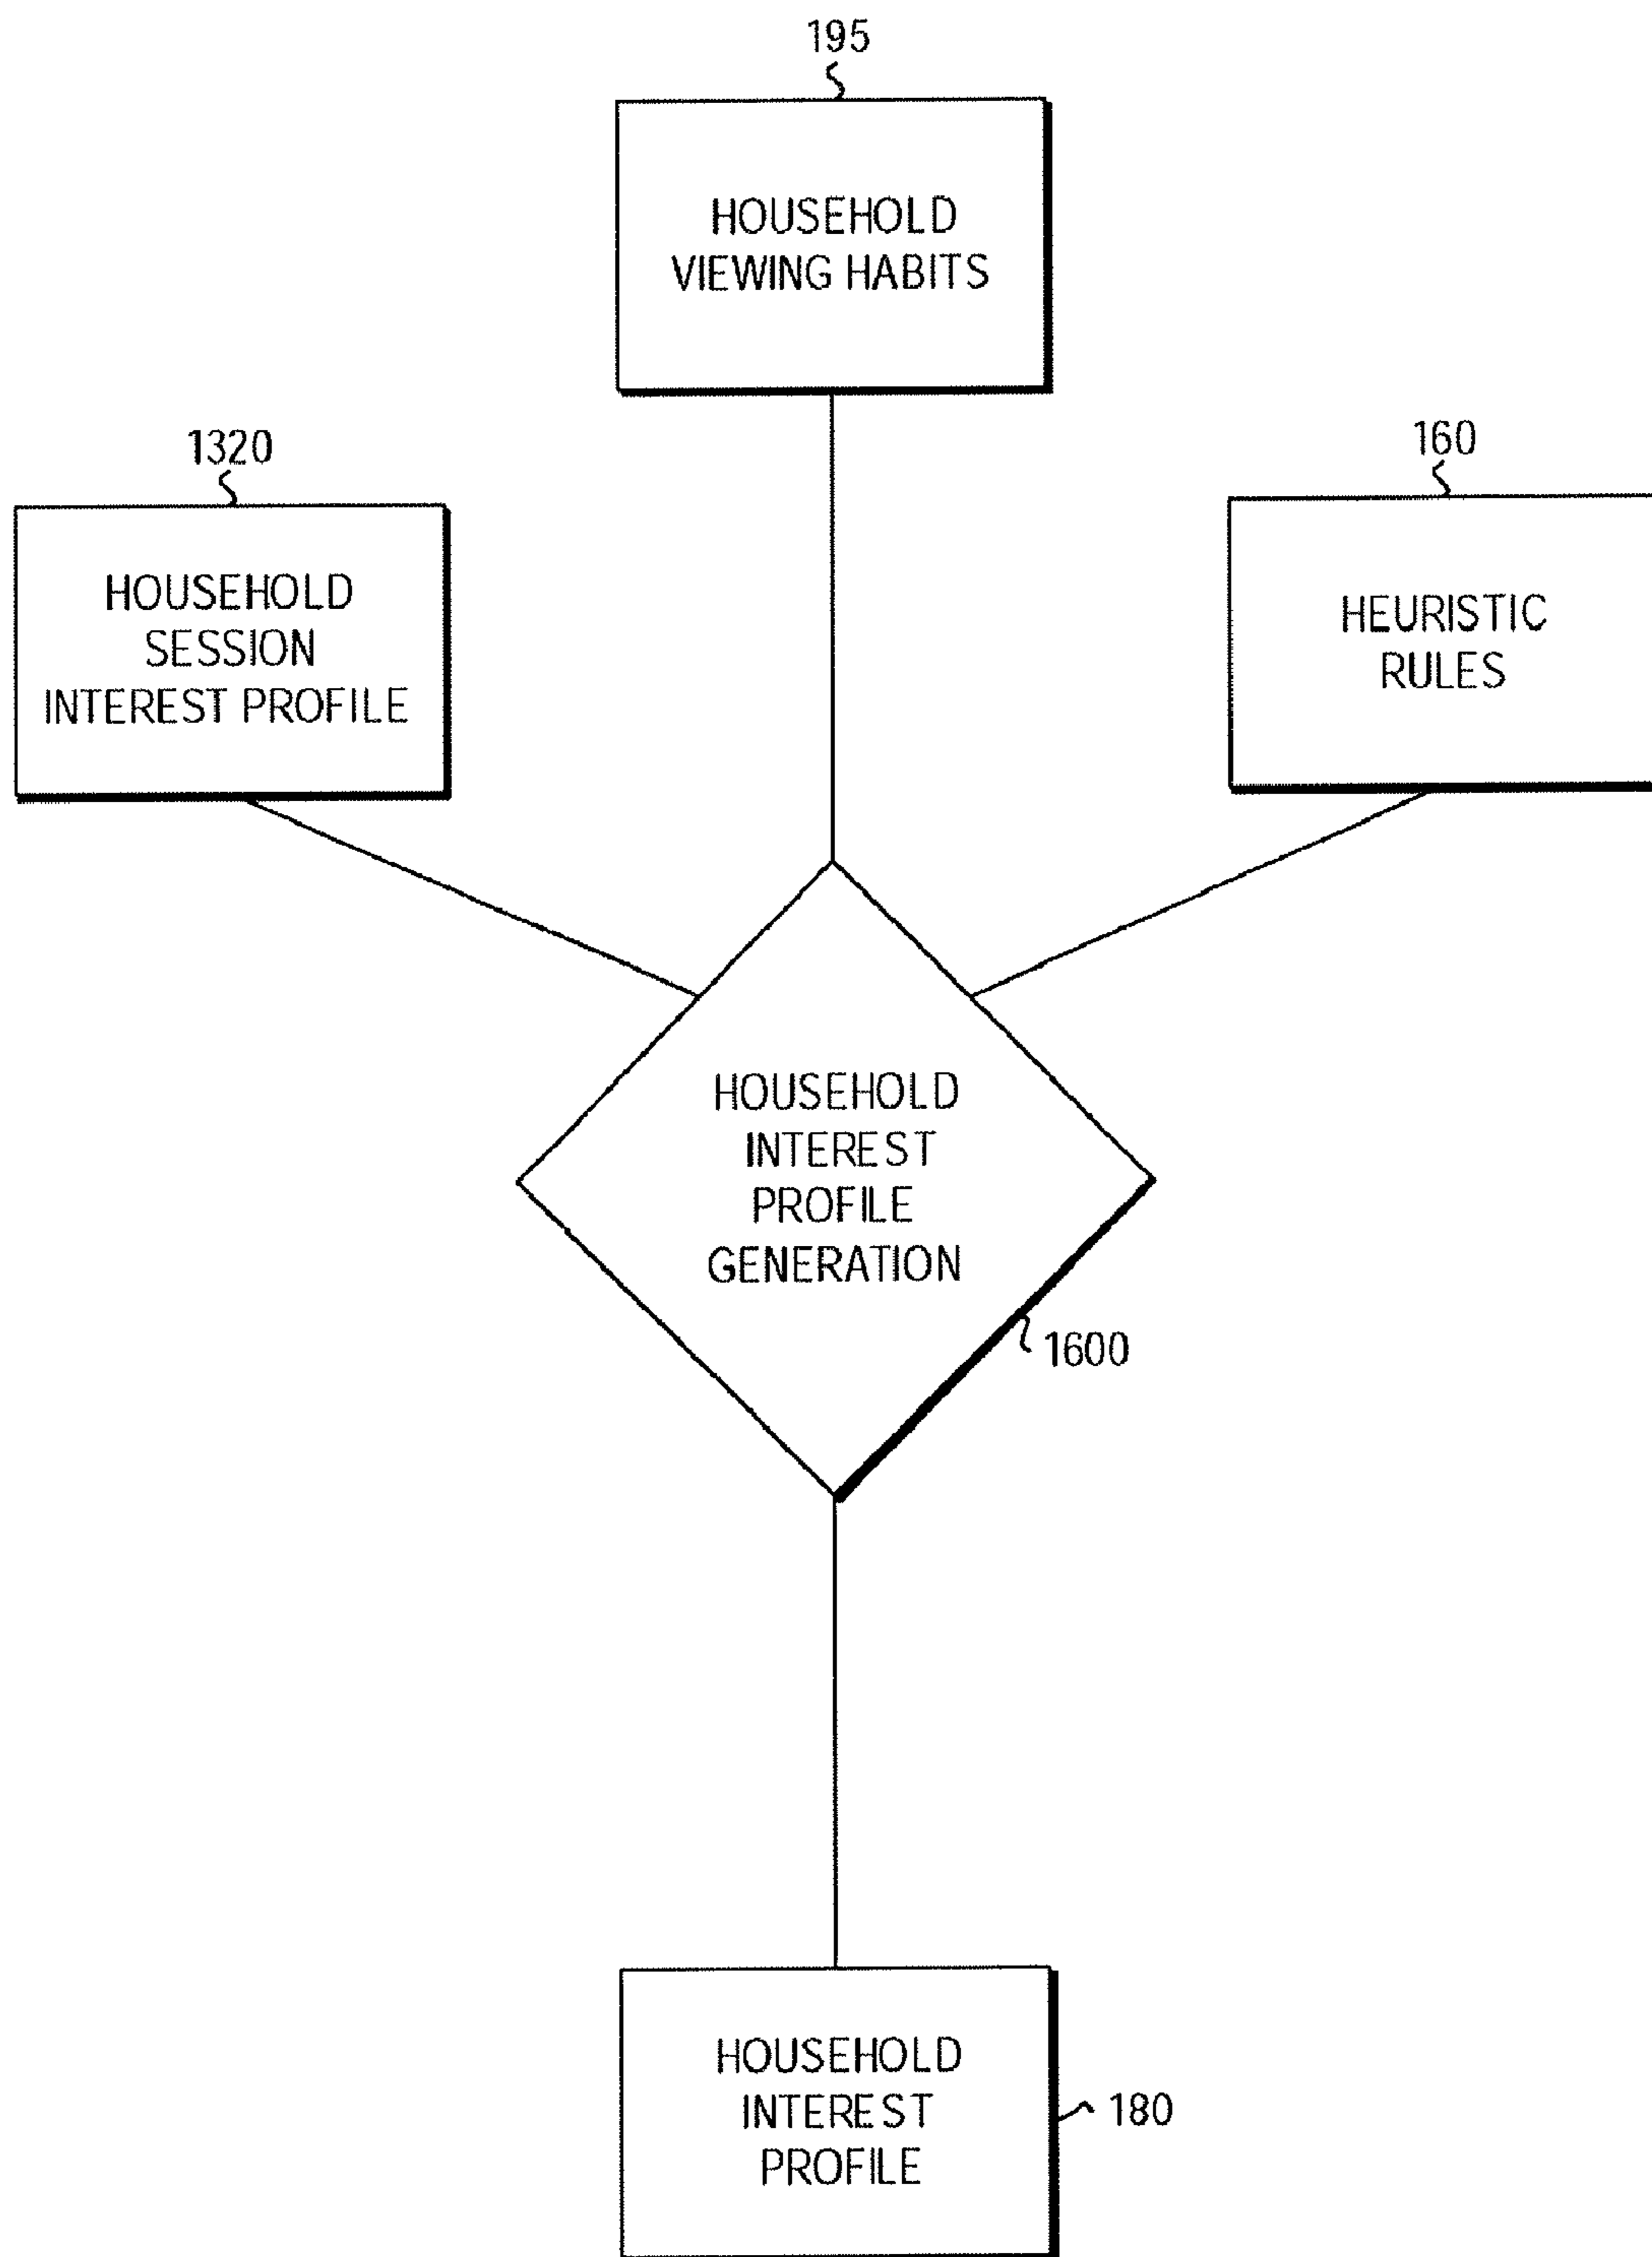 195
HOUSEHOLD
VIEWING HABITS
1320
HOUSEHOLD
SESSION
INTEREST PROFILE
160
HEURISTIC
RULES
HOUSEHOLD
INTEREST
PROFILE
GENERATION
1600
HOUSEHOLD
INTEREST
PROFILE
180